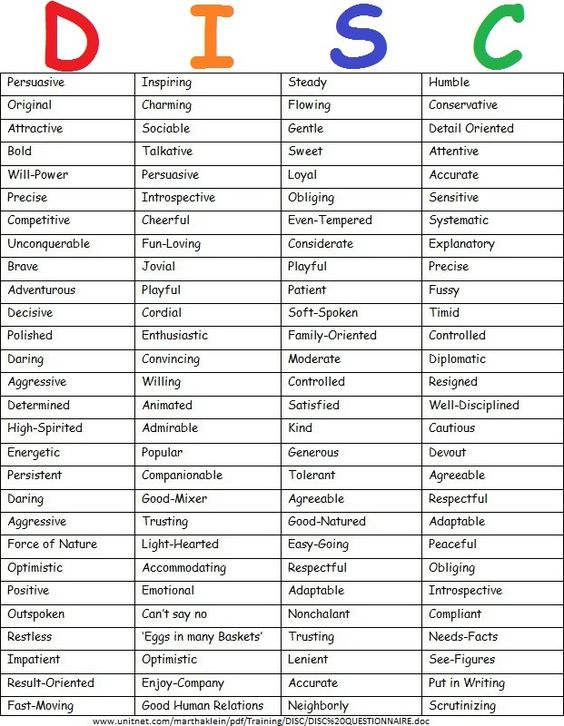 D I S C
Persuasive Inspiring Steady Humble
Original Charming Flowing Conservative
Attractive Sociable Gentle Detail Oriented
Bold Talkative Sweet Attentive
Will-Power Persuasive Loyal Accurate
Precise Introspective Obliging Sensitive
Competitive Cheerful Even-Tempered Systematic
Unconquerable Fun-Loving Considerate Explanatory
Brave Jovial Playful Precise
Adventurous Playful Patient Fussy
Decisive Cordial Soft-Spoken Timid
Polished Enthusiastic Family-Oriented Controlled
Daring Convincing Moderate Diplomatic
Aggressive Willing Controlled Resigned
Determined Animated Satisfied Well-Disciplined
High-Spirited Admirable Kind Cautious
Energetic Popular Generous Devout
Persistent Companionable Tolerant Agreeable
Daring Good-Mixer Agreeable Respectful
Aggressive Trusting Good-Natured Adaptable
Force of Nature Light-Hearted Easy-Going Peaceful
Optimistic Accommodating Respectful Obliging
Positive Emotional Adaptable Introspective
Outspoken Can't say no Nonchalant Compliant
Restless 'Eggs in many Baskets' Trusting Needs-Facts
Impatient Optimistic Lenient See-Figures
Result-Oriented Enjoy-Company Accurate Put in Writing
Fast-Moving Good Human Relations Neighborly Scrutinizing
http://www.unitnet.com/marthaklein/pdf/Training/DISC/DISC%20QUESTIONNAIRE.doc